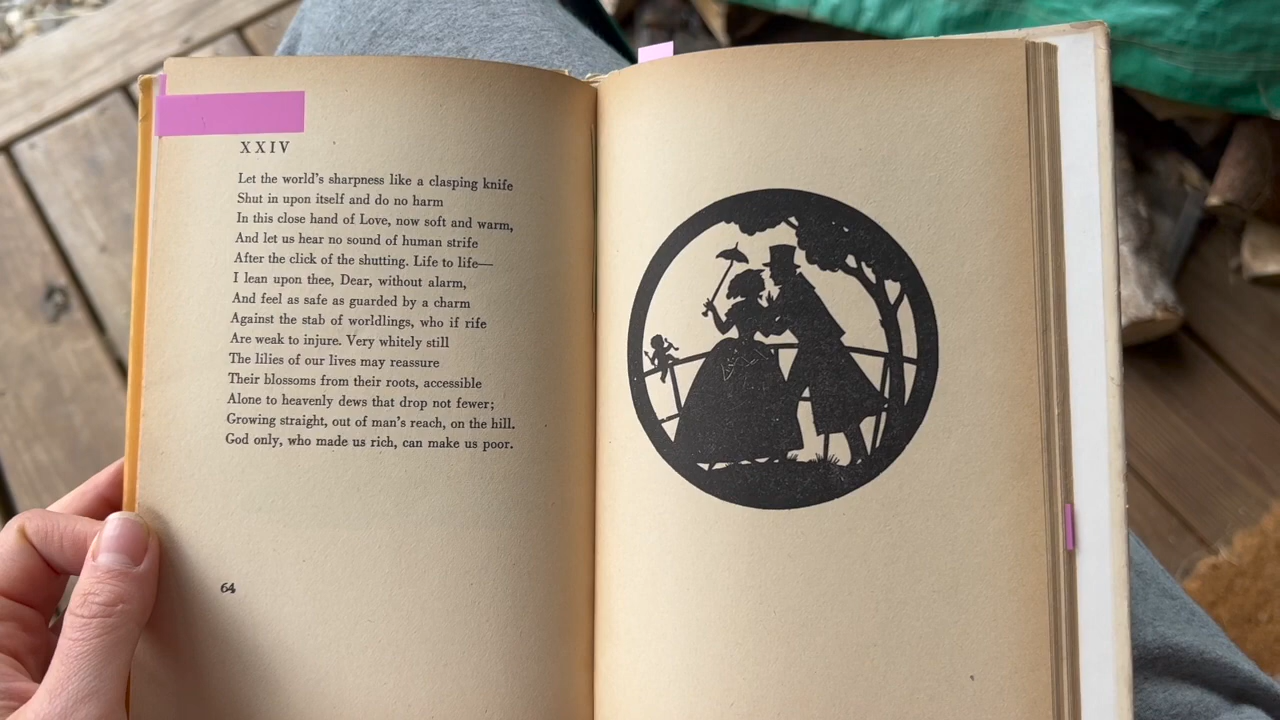 XXIV
Let the world's sharpness like a clasping knife
Shut in upon itself and do no harm
In this close hand of Love, now soft and warm,
And let us hear no sound of human strife
After the click of the shutting. Life to life—
I lean upon thee, Dear, without alarm,
And feel as safe as guarded by a charm
Against the stab of worldlings, who if rife
Are weak to injure. Very whitely still
The lilies of our lives may reassure
Their blossoms from their roots, accessible
Alone to heavenly dews that drop not fewer;
Growing straight, out of man's reach, on the hill.
God only, who made us rich, can make us poor.
64